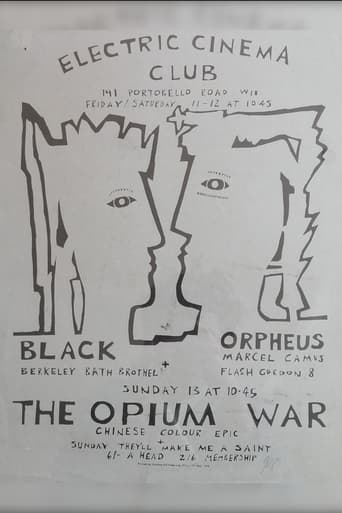 ELECTRIC CINEMA
CLUB
191 PORTOBELLO ROAD W11
FRIDAY/SATURDAY 11-12 AT 10.45
BLACK ORPHEUS
MARCEL CAMUS
BERKELEY BATH BROTHEL + FLASH GORDON 8
SUNDAY 13 AT 10.45
THE OPIUM WAR
CHINESE COLOUR EPIC
+
SUNDAY THEY'LL MAKE ME A SAINT
6/- A HEAD 2/6 MEMBERSHIP